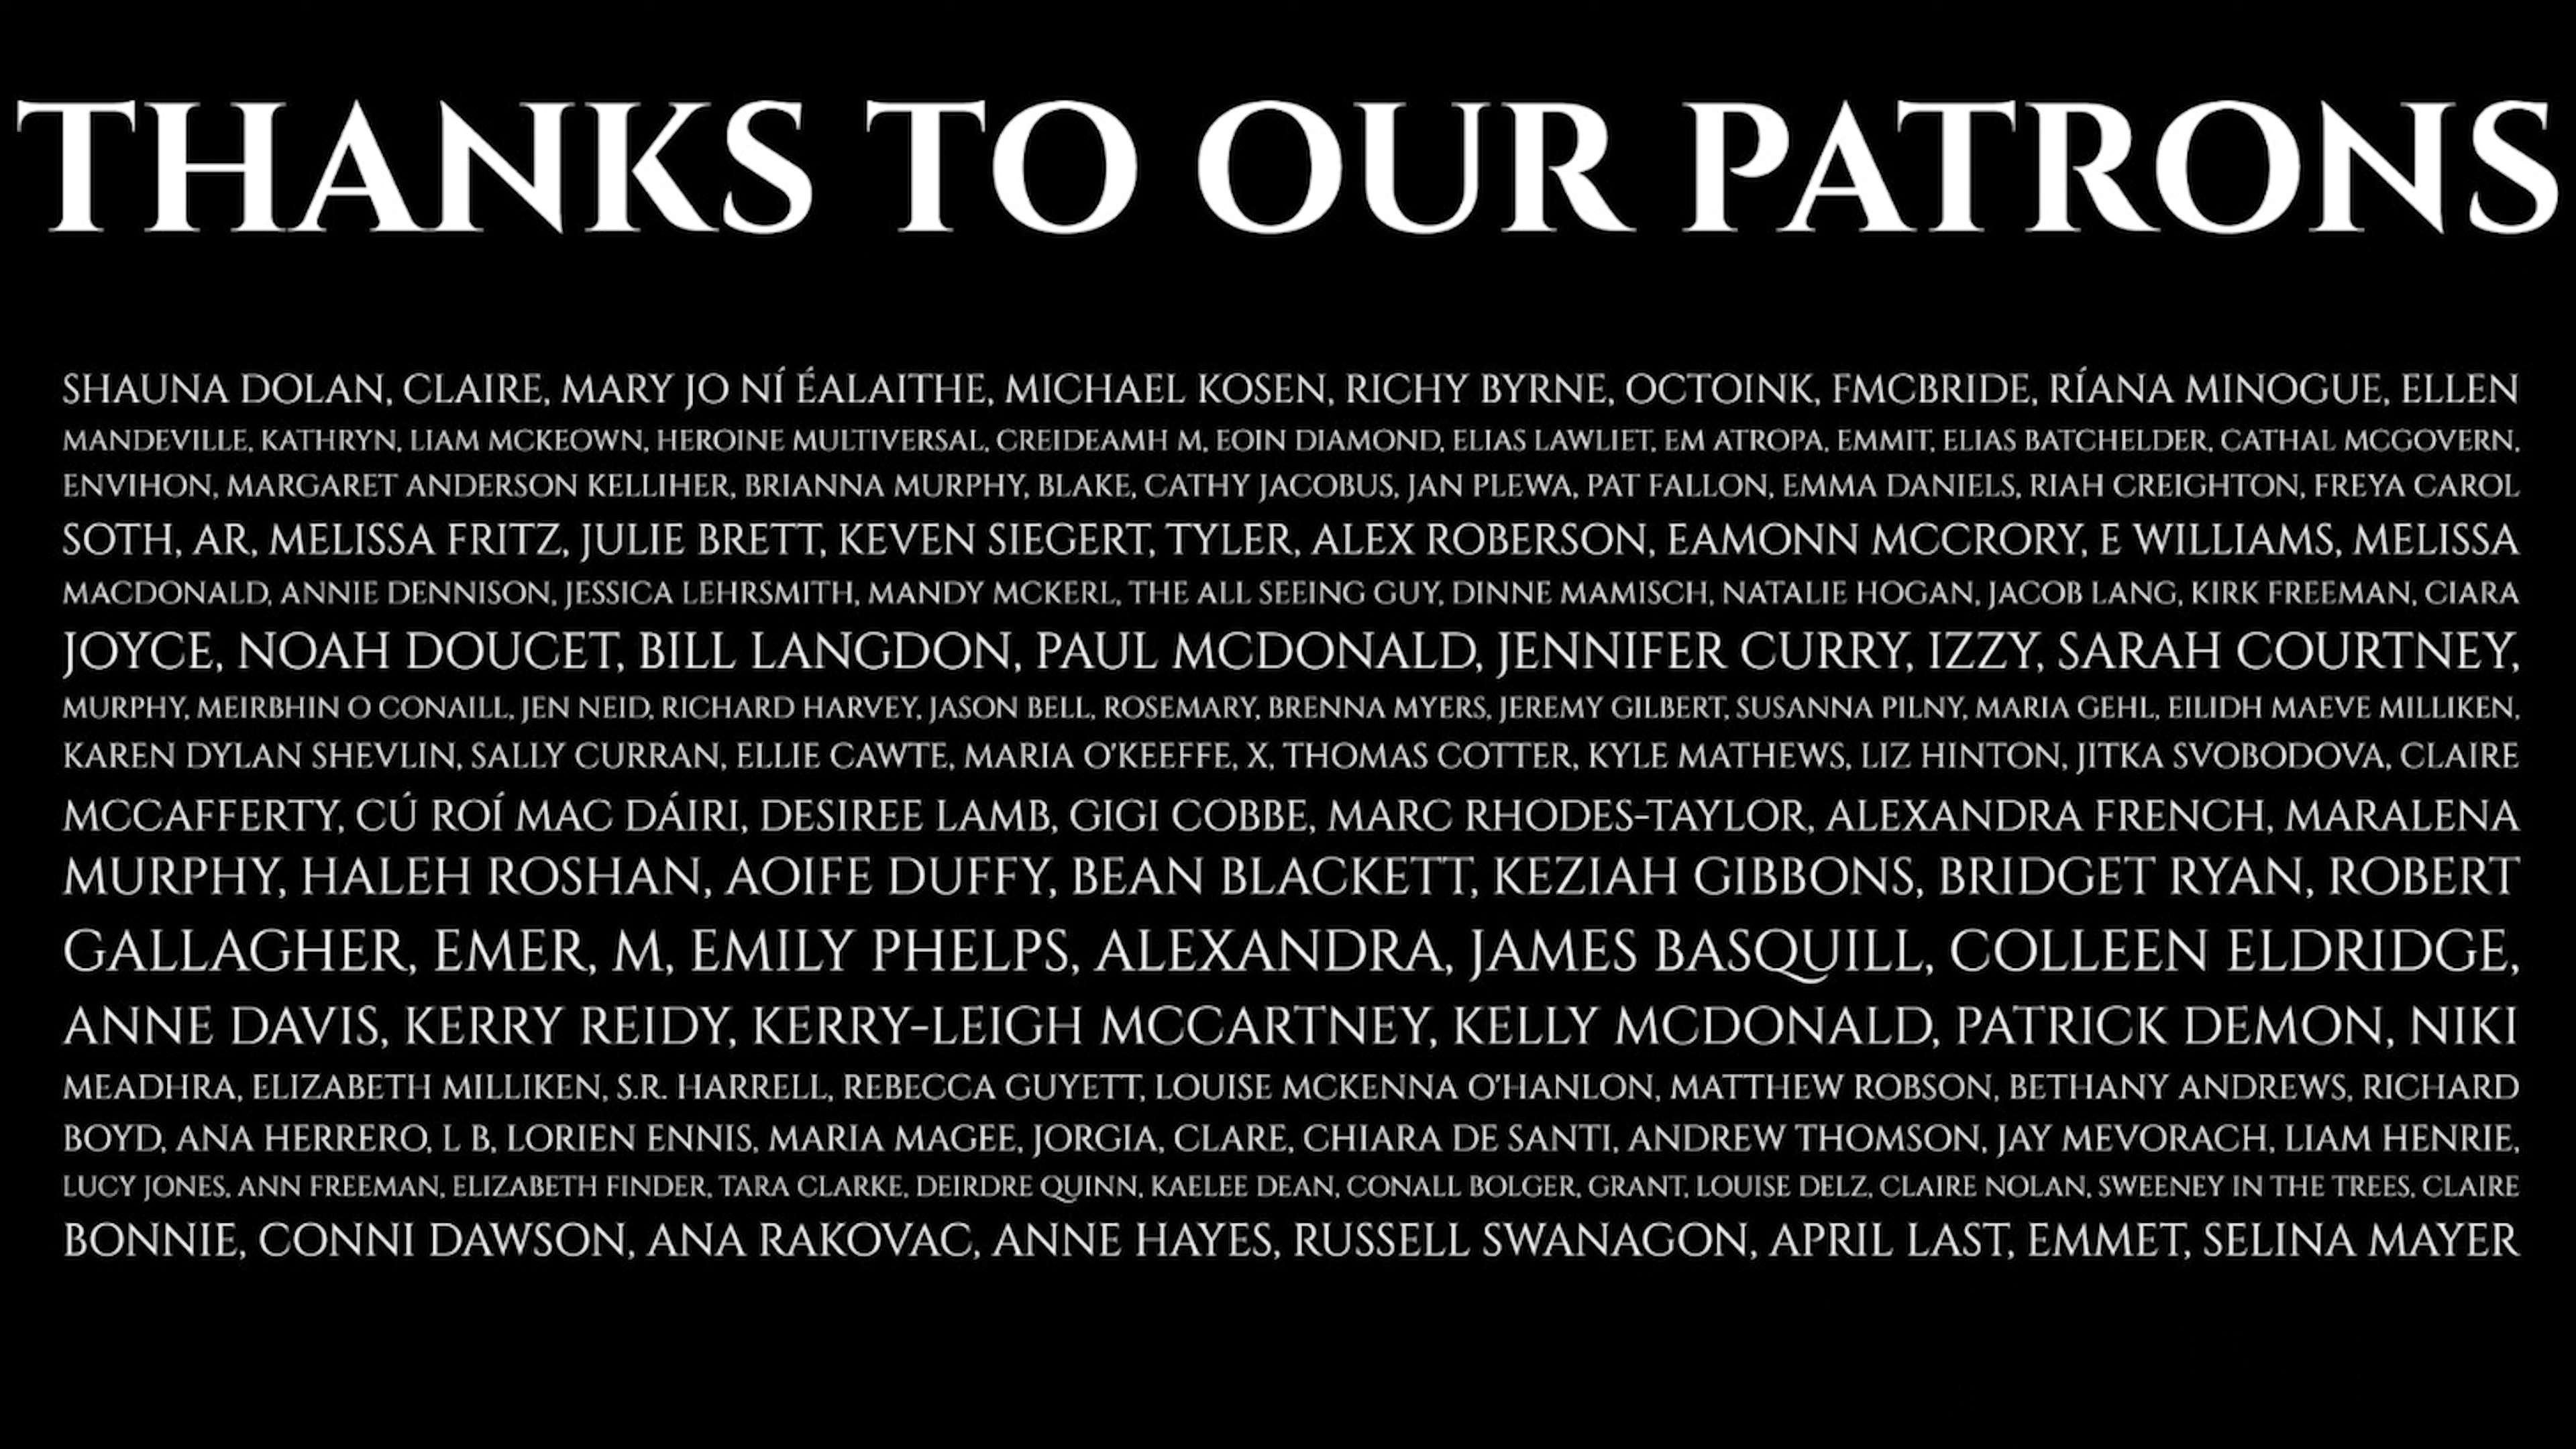 THANKS TO OUR PATRONS
SHAUNA DOLAN, CLAIRE, MARY JO NÍ ÉALAITHE, MICHAEL KOSEN, RICHY BYRNE, OCTOINK, FMCBRIDE, RÍANA MINOGUE, ELLEN
MANDEVILLE, KATHRYN, LIAM MCKEOWN, HEROINE MULTIVERSAL, CREIDEAMH M, EOIN DIAMOND, ELIAS LAWLIET, EM ATROPA, EMMIT, ELIAS BATCHELDER, CATHAL MCGOVERN,
ENVIHON, MARGARET ANDERSON KELLIHER, BRIANNA MURPHY, BLAKE, CATHY JACOBUS, JAN PLEWA, PAT FALLON, EMMA DANIELS, RIAH CREIGHTON, FREYA CAROL
SOTH, AR, MELISSA FRITZ, JULIE BRETT, KEVEN SIEGERT, TYLER, ALEX ROBERSON, EAMONN MCCRORY, E WILLIAMS, MELISSA
MACDONALD, ANNIE DENNISON, JESSICA LEHRSMITH, MANDY MCKERL, THE ALL SEEING GUY, DINNE MAMISCH, NATALIE HOGAN, JACOB LANG, KIRK FREEMAN, CIARA
JOYCE, NOAH DOUCET, BILL LANGDON, PAUL MCDONALD, JENNIFER CURRY, IZZY, SARAH COURTNEY,
MURPHY, MEIRBHIN O CONAILL, JEN NEID, RICHARD HARVEY, JASON BELL, ROSEMARY, BRENNA MYERS, JEREMY GILBERT, SUSANNA PILNY, MARIA GEHL, EILIDH MAEVE MILLIKEN,
KAREN DYLAN SHEVLIN, SALLY CURRAN, ELLIE CAWTE, MARIA O'KEEFFE, X, THOMAS COTTER, KYLE MATHEWS, LIZ HINTON, JITKA SVOBODOVA, CLAIRE
MCCAFFERTY, CÚ ROÍ MAC DÁIRI, DESIREE LAMB, GIGI COBBE, MARC RHODES-TAYLOR, ALEXANDRA FRENCH, MARALENA
MURPHY, HALEH ROSHAN, AOIFE DUFFY, BEAN BLACKETT, KEZIAH GIBBONS, BRIDGET RYAN, ROBERT
GALLAGHER, EMER, M, EMILY PHELPS, ALEXANDRA, JAMES BASQUILL, COLLEEN ELDRIDGE,
ANNE DAVIS, KERRY REIDY, KERRY-LEIGH MCCARTNEY, KELLY MCDONALD, PATRICK DEMON, NIKI
MEADHRA, ELIZABETH MILLIKEN, S.R. HARRELL, REBECCA GUYETT, LOUISE MCKENNA O'HANLON, MATTHEW ROBSON, BETHANY ANDREWS, RICHARD
BOYD, ANA HERRERO, L B, LORIEN ENNIS, MARIA MAGEE, JORGIA, CLARE, CHIARA DE SANTI, ANDREW THOMSON, JAY MEVORACH, LIAM HENRIE,
LUCY JONES, ANN FREEMAN, ELIZABETH FINDER, TARA CLARKE, DEIRDRE QUINN, KAELEE DEAN, CONALL BOLGER, GRANT, LOUISE DELZ, CLAIRE NOLAN, SWEENEY IN THE TREES, CLAIRE
BONNIE, CONNI DAWSON, ANA RAKOVAC, ANNE HAYES, RUSSELL SWANAGON, APRIL LAST, EMMET, SELINA MAYER